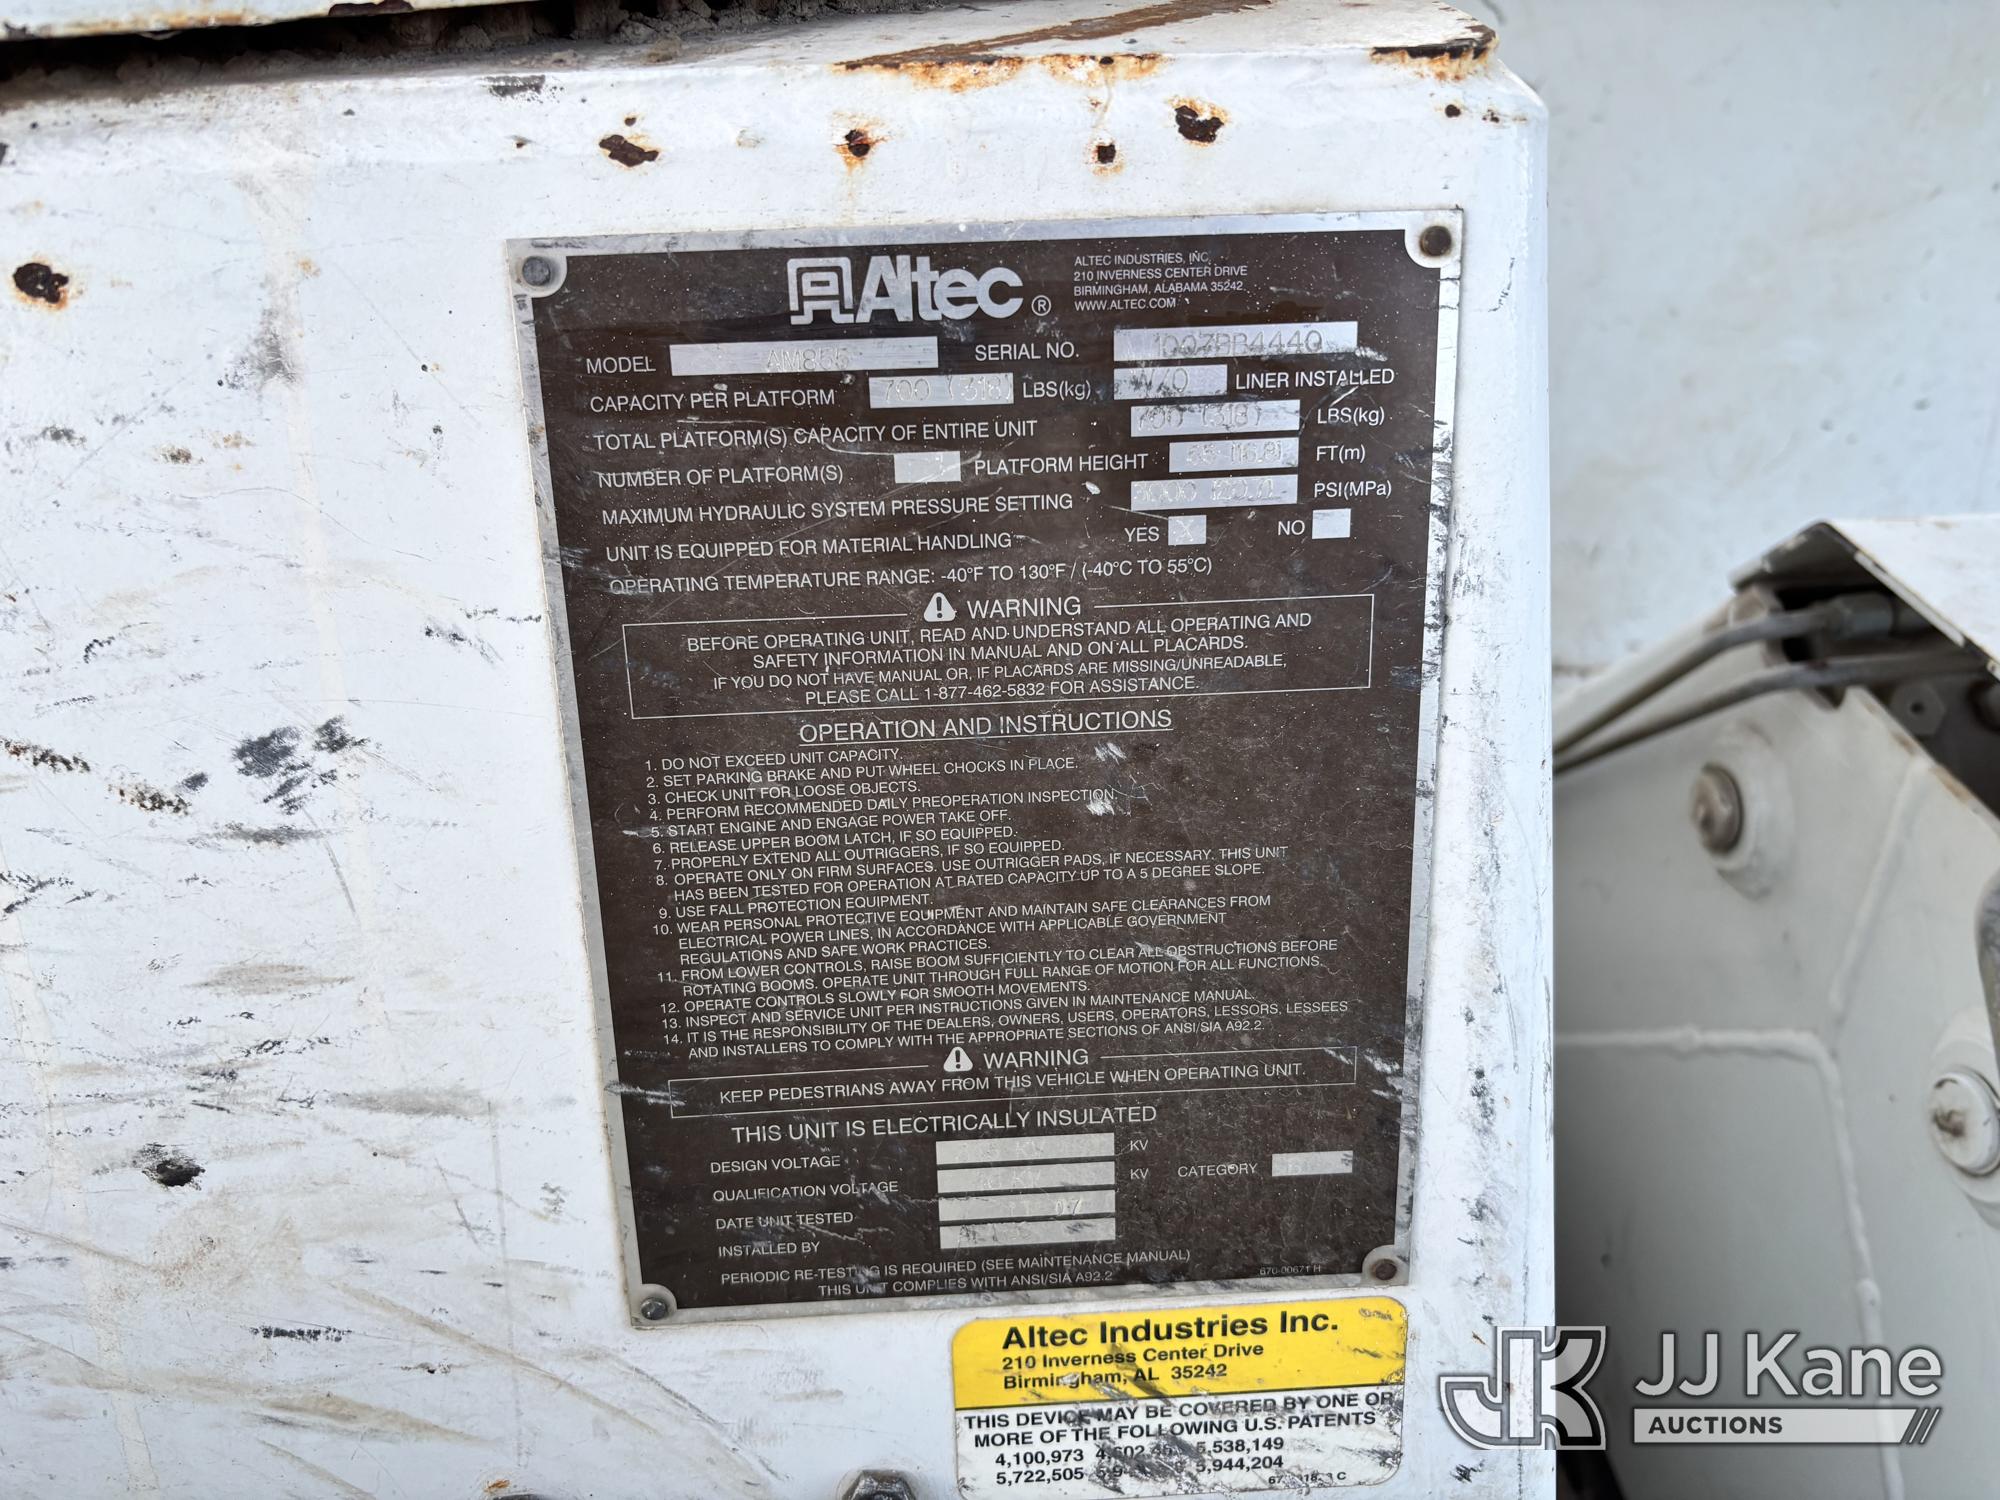 Altec ®
ALTEC INDUSTRIES, INC.
210 INVERNESS CENTER DRIVE
BIRMINGHAM, ALABAMA 35242
WWW.ALTEC.COM
MODEL AM855 SERIAL NO. 1007BB4440
CAPACITY PER PLATFORM 700 (318) LBS(kg) W/O LINER INSTALLED
TOTAL PLATFORM(S) CAPACITY OF ENTIRE UNIT 700 (318) LBS(kg)
NUMBER OF PLATFORM(S) PLATFORM HEIGHT 55 (16.8) FT(m)
MAXIMUM HYDRAULIC SYSTEM PRESSURE SETTING 3000 (20.7) PSI(MPa)
UNIT IS EQUIPPED FOR MATERIAL HANDLING YES X NO
OPERATING TEMPERATURE RANGE: -40°F TO 130°F / (-40°C TO 55°C)
WARNING
BEFORE OPERATING UNIT, READ AND UNDERSTAND ALL OPERATING AND
SAFETY INFORMATION IN MANUAL AND ON ALL PLACARDS.
IF YOU DO NOT HAVE MANUAL OR, IF PLACARDS ARE MISSING/UNREADABLE,
PLEASE CALL 1-877-462-5832 FOR ASSISTANCE.
OPERATION AND INSTRUCTIONS
1. DO NOT EXCEED UNIT CAPACITY.
2. SET PARKING BRAKE AND PUT WHEEL CHOCKS IN PLACE.
3. CHECK UNIT FOR LOOSE OBJECTS.
4. PERFORM RECOMMENDED DAILY PREOPERATION INSPECTION.
5. START ENGINE AND ENGAGE POWER TAKE OFF.
6. RELEASE UPPER BOOM LATCH, IF SO EQUIPPED.
7. PROPERLY EXTEND ALL OUTRIGGERS, IF SO EQUIPPED.
8. OPERATE ONLY ON FIRM SURFACES. USE OUTRIGGER PADS, IF NECESSARY. THIS UNIT
HAS BEEN TESTED FOR OPERATION AT RATED CAPACITY UP TO A 5 DEGREE SLOPE.
9. USE FALL PROTECTION EQUIPMENT.
10. WEAR PERSONAL PROTECTIVE EQUIPMENT AND MAINTAIN SAFE CLEARANCES FROM
ELECTRICAL POWER LINES, IN ACCORDANCE WITH APPLICABLE GOVERNMENT
REGULATIONS AND SAFE WORK PRACTICES.
11. FROM LOWER CONTROLS, RAISE BOOM SUFFICIENTLY TO CLEAR ALL OBSTRUCTIONS BEFORE
ROTATING BOOMS. OPERATE UNIT THROUGH FULL RANGE OF MOTION FOR ALL FUNCTIONS.
12. OPERATE CONTROLS SLOWLY FOR SMOOTH MOVEMENTS.
13. INSPECT AND SERVICE UNIT PER INSTRUCTIONS GIVEN IN MAINTENANCE MANUAL.
14. IT IS THE RESPONSIBILITY OF THE DEALERS, OWNERS, USERS, OPERATORS, LESSORS, LESSEES
AND INSTALLERS TO COMPLY WITH THE APPROPRIATE SECTIONS OF ANSI/SIA A92.2.
WARNING
KEEP PEDESTRIANS AWAY FROM THIS VEHICLE WHEN OPERATING UNIT.
THIS UNIT IS ELECTRICALLY INSULATED
DESIGN VOLTAGE KV KV
QUALIFICATION VOLTAGE KV CATEGORY
DATE UNIT TESTED 07
INSTALLED BY
PERIODIC RE-TESTING IS REQUIRED (SEE MAINTENANCE MANUAL)
THIS UNIT COMPLIES WITH ANSI/SIA A92.2 670-00671 H
Altec Industries Inc.
210 Inverness Center Drive
Birmingham, AL 35242
THIS DEVICE MAY BE COVERED BY ONE OR
MORE OF THE FOLLOWING U.S. PATENTS
4,100,973 5,538,149
5,722,505 5,944,204
JJ Kane
AUCTIONS